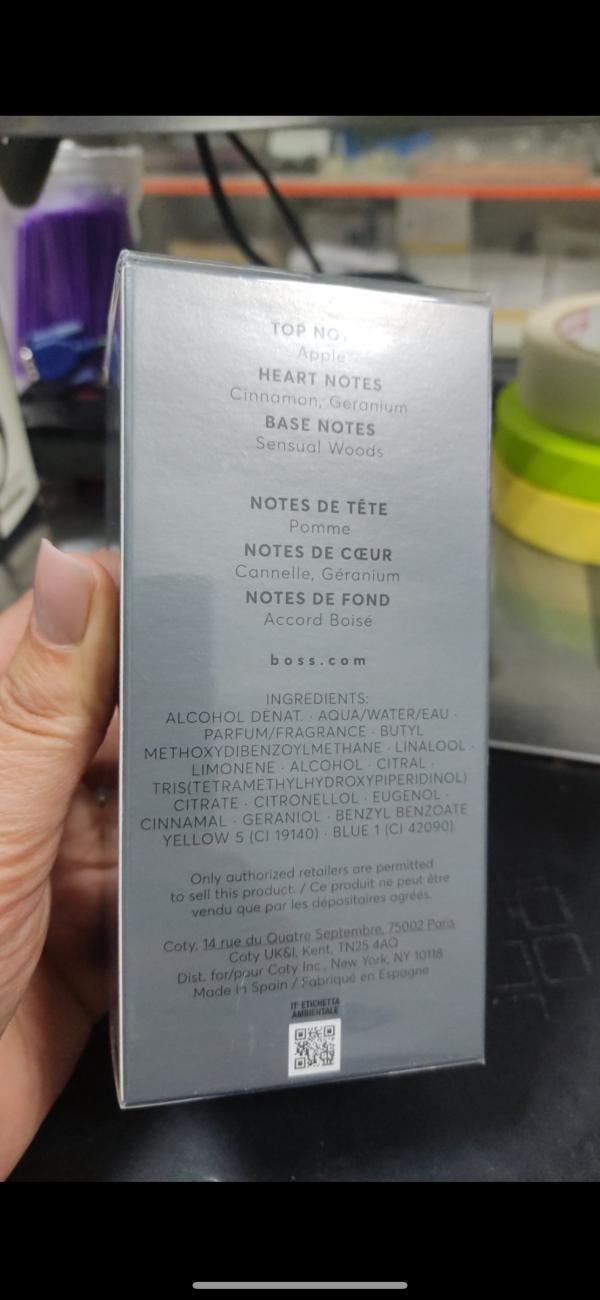 TOP NO
Apple
HEART NOTES
Cinnamon, Geranium
BASE NOTES
Sensual Woods
NOTES DE TÊTE
Pomme
NOTES DE CŒUR
Cannelle, Géranium
NOTES DE FOND
Accord Boisé
boss.com
INGREDIENTS:
ALCOHOL DENAT. · AQUA/WATER/EAU ·
PARFUM/FRAGRANCE · BUTYL
METHOXYDIBENZOYLMETHANE · LINALOOL ·
LIMONENE · ALCOHOL · CITRAL ·
TRIS(TETRAMETHYLHYDROXYPIPERIDINOL)
CITRATE · CITRONELLOL · EUGENOL ·
CINNAMAL · GERANIOL · BENZYL BENZOATE
YELLOW 5 (CI 19140) · BLUE 1 (CI 42090).
Only authorized retailers are permitted
to sell this product. / Ce produit ne peut être
vendu que par les dépositaires agréés.
Coty, 14 rue du Quatre Septembre, 75002 Paris
Coty UK&I, Kent, TN25 4AQ
Dist. for/pour Coty Inc., New York, NY 10118
Made in Spain / Fabriqué en Espagne
IT: ETICHETTA
AMBIENTALE